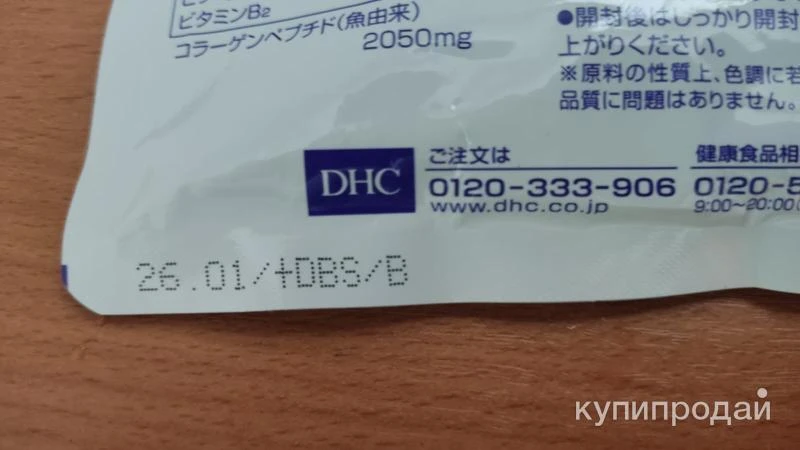 ビタミンB2
コラーゲンペプチド(魚由来)
2050mg
●開封後はしっかり開封
上がりください。
※原料の性質上、色調に若
品質に問題はありません。
DHC
ご注文は
0120-333-906
www.dhc.co.jp
健康食品相
0120-5
9:00~20:00(
26.01/†DBS/B
купипродай